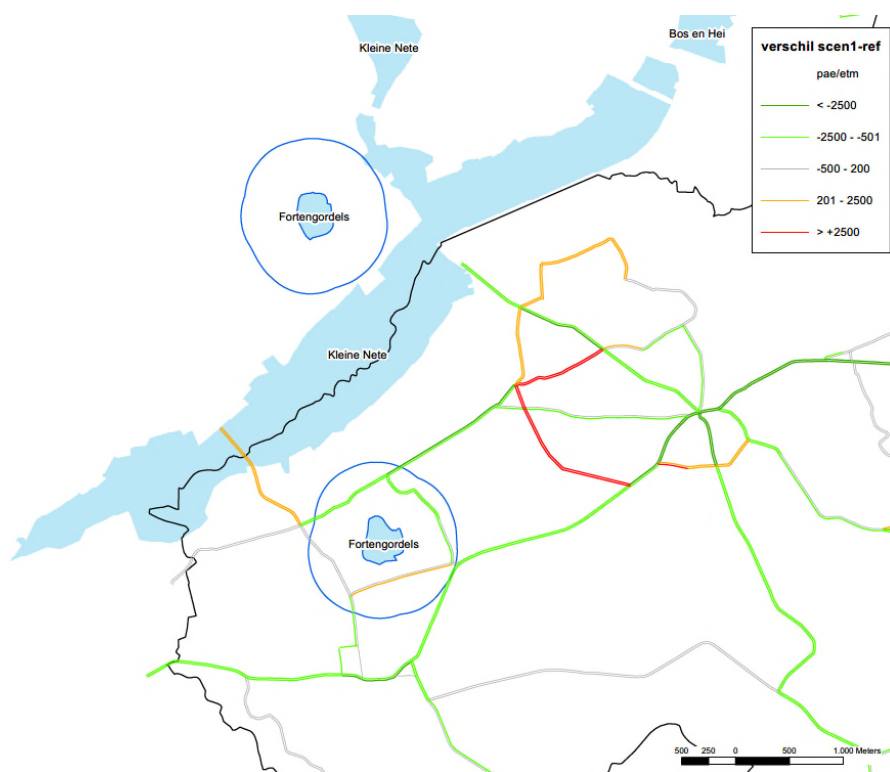 Kleine Nete
Bos en Hei
verschil scen1-ref
pae/etm
< -2500
-2500 - -501
-500 - 200
201 - 2500
> +2500
Fortengordels
Kleine Nete
Fortengordels
500 250 0 500 1.000 Meters